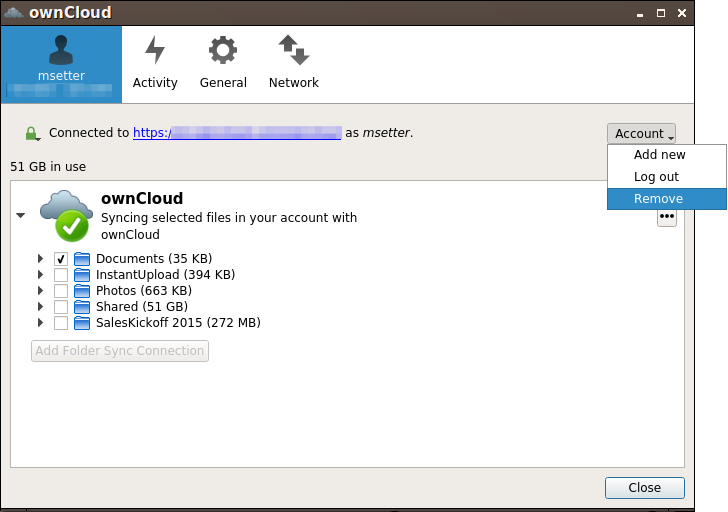 ownCloud
msetter
Activity
General
Network
Connected to https:/ as msetter.
Account
Add new
Log out
Remove
51 GB in use
ownCloud
Syncing selected files in your account with
ownCloud
Documents (35 KB)
InstantUpload (394 KB)
Photos (663 KB)
Shared (51 GB)
SalesKickoff 2015 (272 MB)
Add Folder Sync Connection
Close